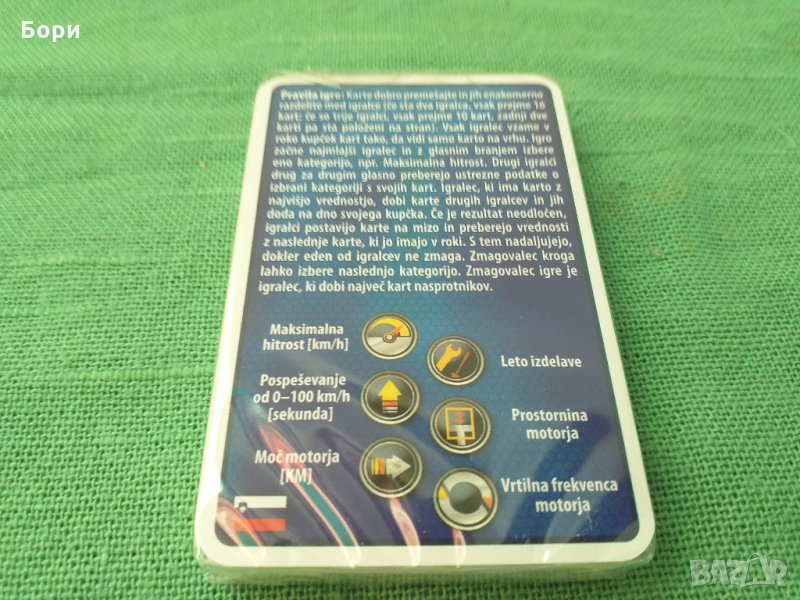 Бори
Pravila igre: Karte dobro premešajte in jih enakomerno
razdelite med igralce (če sta dva igralca, vsak prejme 16
kart; če so trije igralci, vsak prejme 10 kart, zadnji dve
karti pa sta položeni na stran). Vsak igralec vzame v
roko kupček kart tako, da vidi samo karto na vrhu. Igro
začne najmlajši igralec in z glasnim branjem izbere
eno kategorijo, npr. Maksimalna hitrost. Drugi igralci
drug za drugim glasno preberejo ustrezne podatke o
izbrani kategoriji s svojih kart. Igralec, ki ima karto z
najvišjo vrednostjo, dobi karte drugih igralcev in jih
doda na dno svojega kupčka. Če je rezultat neodločen,
igralci postavijo karte na mizo in preberejo vrednosti
z naslednje karte, ki jo imajo v roki. S tem nadaljujejo,
dokler eden od igralcev ne zmaga. Zmagovalec kroga
lahko izbere naslednjo kategorijo. Zmagovalec igre je
igralec, ki dobi največ kart nasprotnikov.
Maksimalna
hitrost [km/h]
Leto izdelave
Pospeševanje
od 0–100 km/h
[sekunda]
Prostornina
motorja
Moč motorja
[KM]
Vrtilna frekvenca
motorja
BAZAR